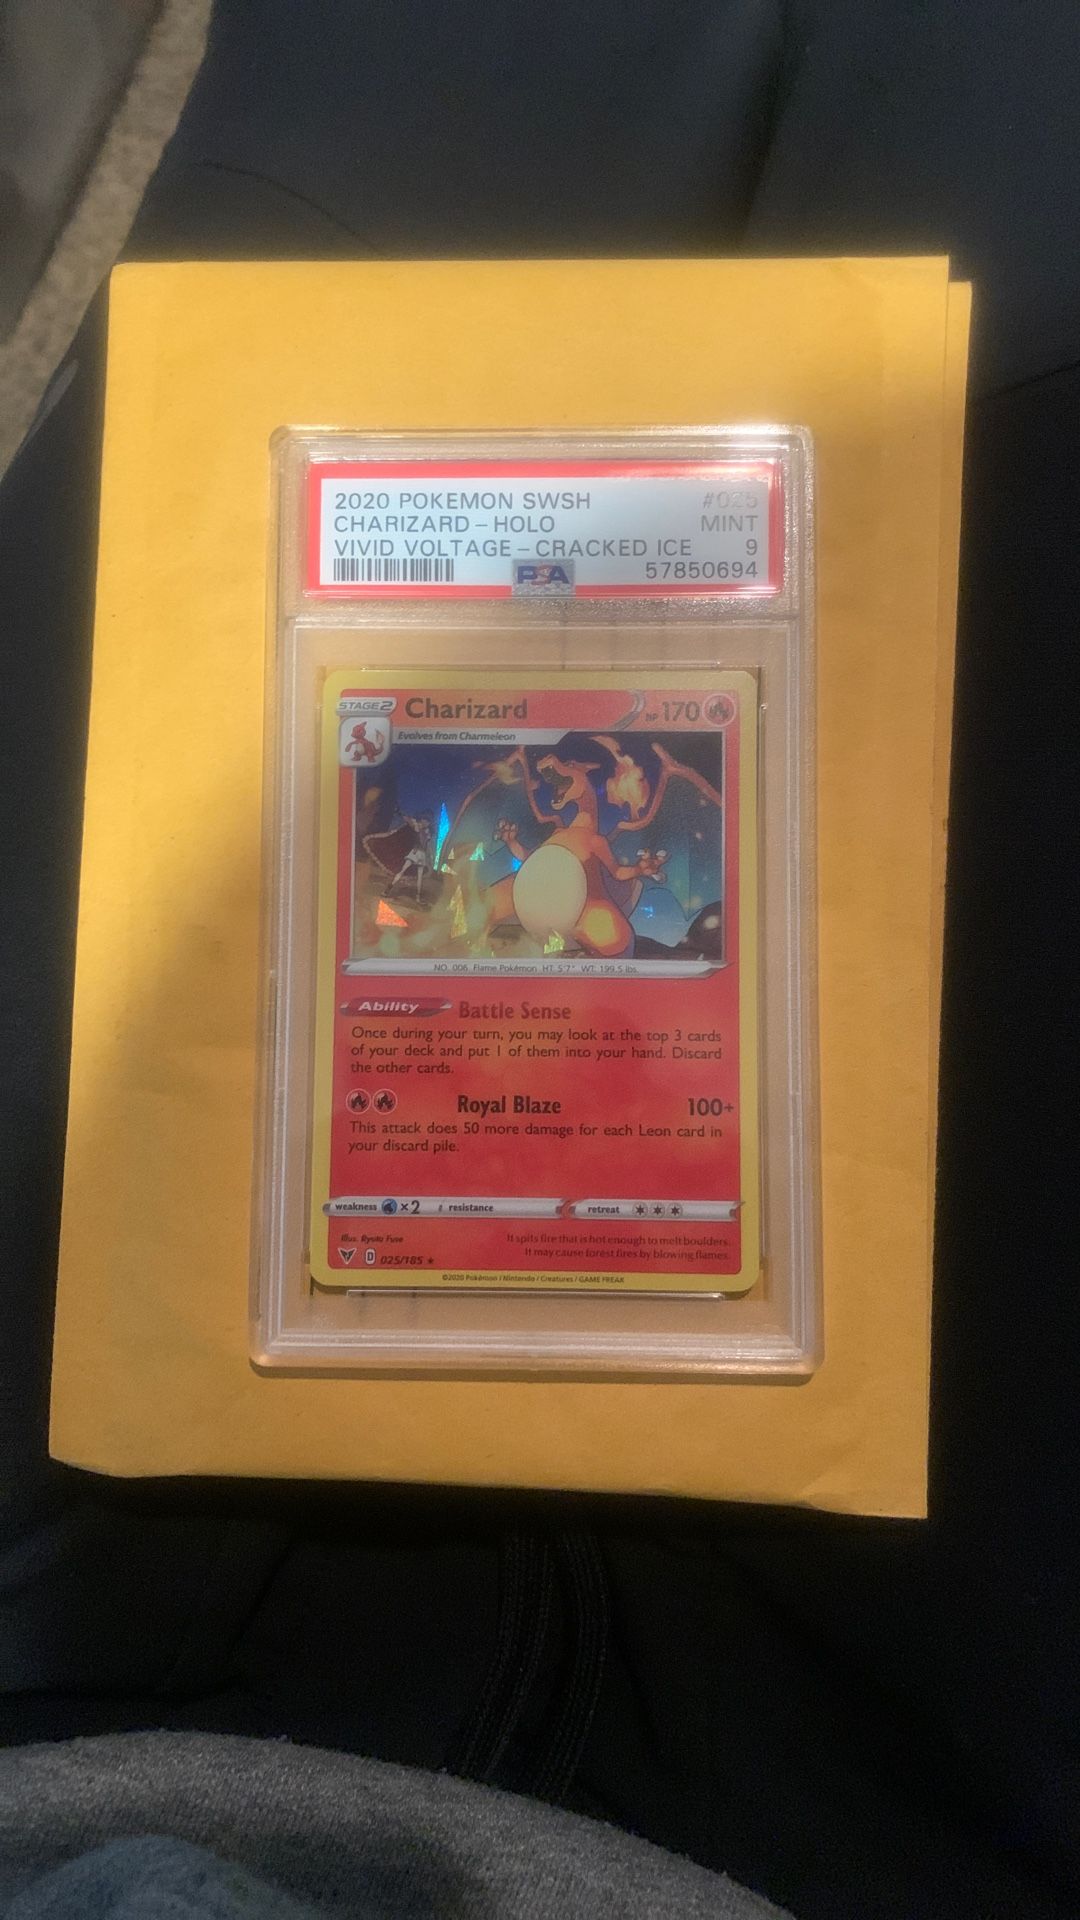 2020 POKEMON SWSH #025
CHARIZARD - HOLO MINT
VIVID VOLTAGE - CRACKED ICE 9
PSA 57850694
STAGE 2 Charizard HP 170
Evolves from Charmeleon
NO. 006 Flame Pokémon HT: 5'7" WT: 199.5 lbs.
Ability Battle Sense
Once during your turn, you may look at the top 3 cards
of your deck and put 1 of them into your hand. Discard
the other cards.
Royal Blaze 100+
This attack does 50 more damage for each Leon card in
your discard pile.
weakness ×2 resistance retreat
Illus. Ryuta Fuse
It spits fire that is hot enough to melt boulders.
It may cause forest fires by blowing flames.
D 025/185 ★
©2020 Pokémon / Nintendo / Creatures / GAME FREAK